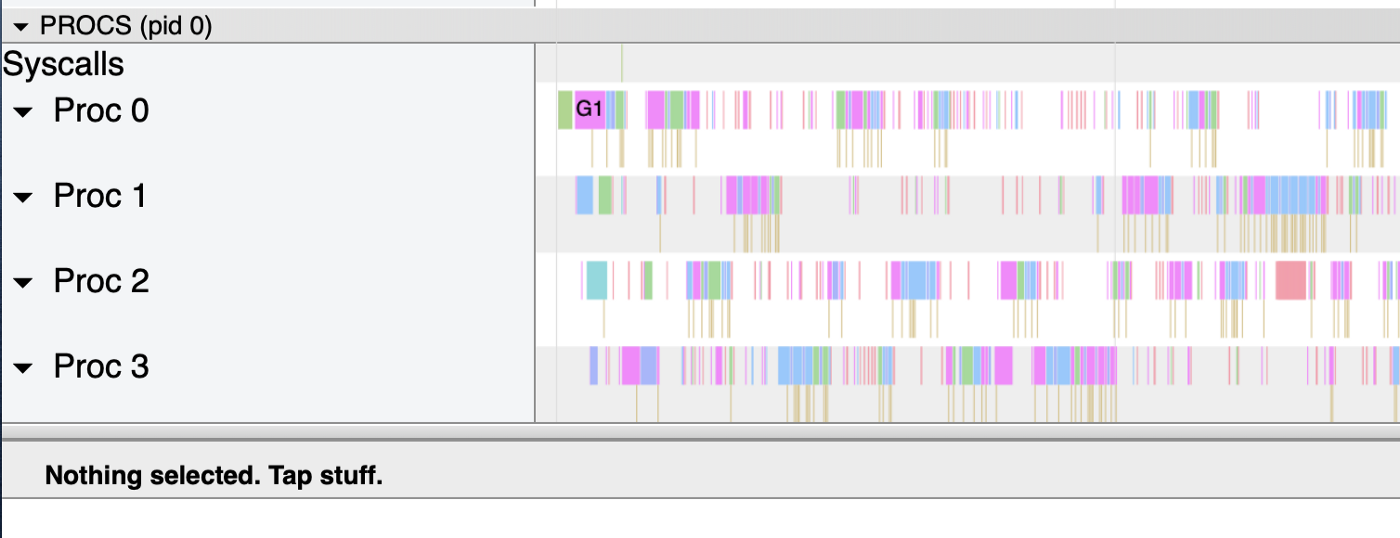 PROCS (pid 0)
Syscalls
Proc 0
G1
Proc 1
Proc 2
Proc 3
Nothing selected. Tap stuff.